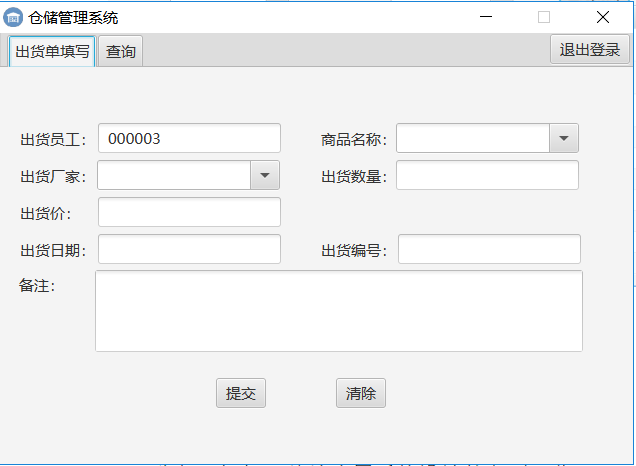 仓储管理系统
出货单填写 查询 退出登录
出货员工： 000003 商品名称：
出货厂家： 出货数量：
出货价：
出货日期： 出货编号：
备注：
提交 清除